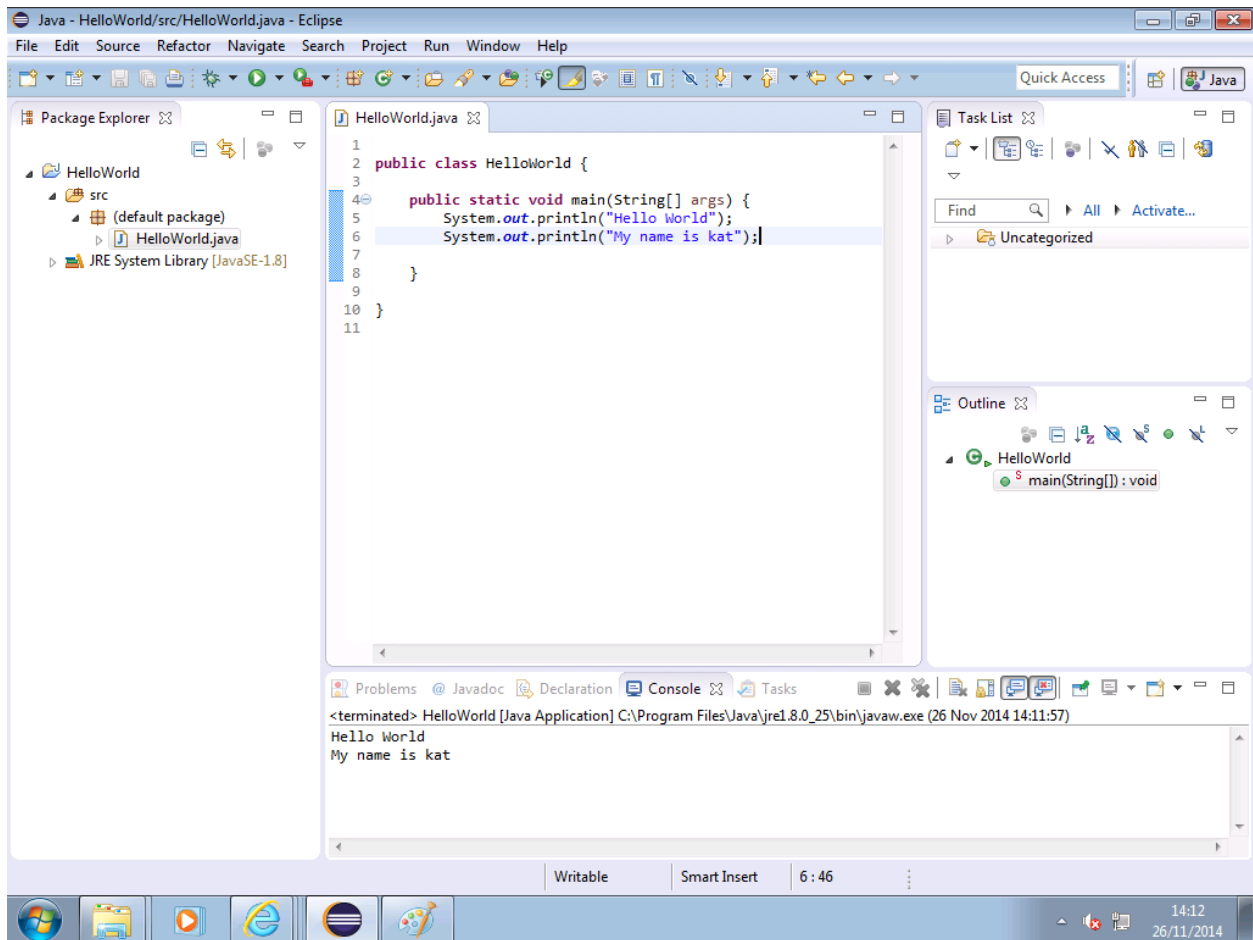 Java - HelloWorld/src/HelloWorld.java - Eclipse
File Edit Source Refactor Navigate Search Project Run Window Help
Quick Access
Java
Package Explorer
HelloWorld
src
(default package)
HelloWorld.java
JRE System Library [JavaSE-1.8]
HelloWorld.java
1
2 public class HelloWorld {
3
4 public static void main(String[] args) {
5 System.out.println("Hello World");
6 System.out.println("My name is kat");
7
8 }
9
10 }
11
Task List
Find
All
Activate...
Uncategorized
Outline
HelloWorld
main(String[]) : void
Problems @ Javadoc Declaration Console Tasks
<terminated> HelloWorld [Java Application] C:\Program Files\Java\jre1.8.0_25\bin\javaw.exe (26 Nov 2014 14:11:57)
Hello World
My name is kat
Writable
Smart Insert
6 : 46
14:12
26/11/2014